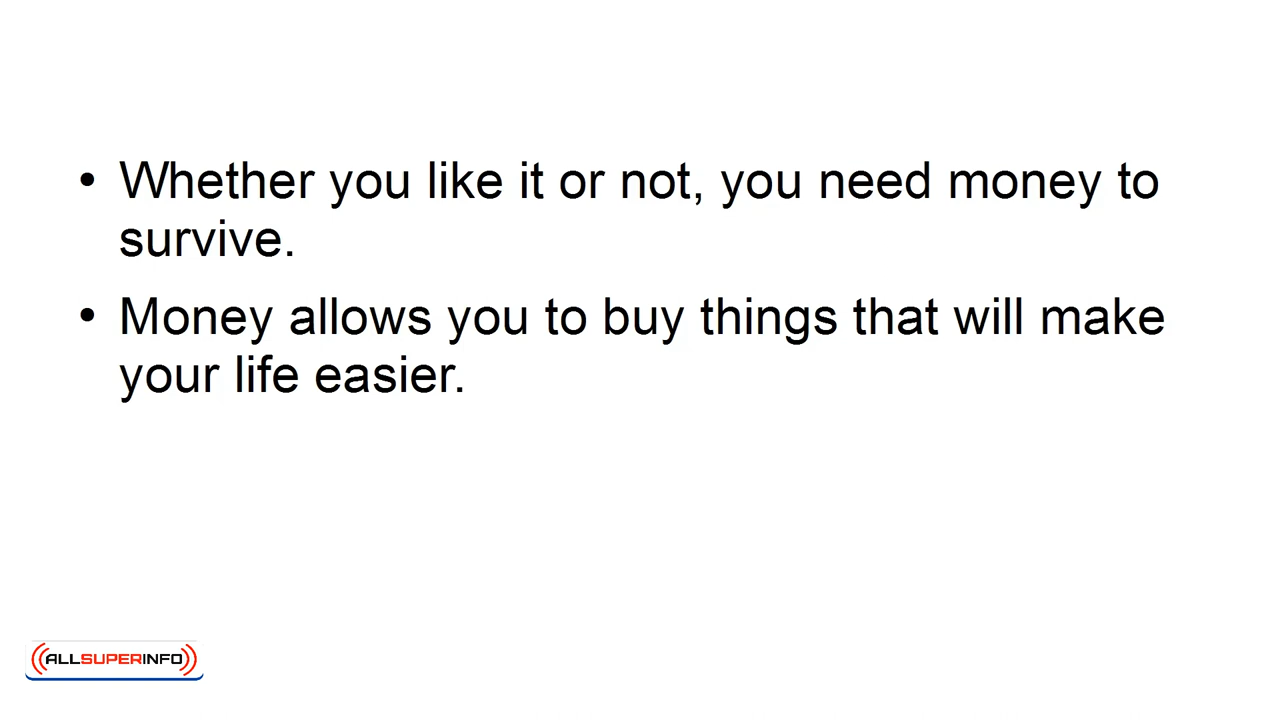 • Whether you like it or not, you need money to
survive.
• Money allows you to buy things that will make
your life easier.
ALLSUPERINFO